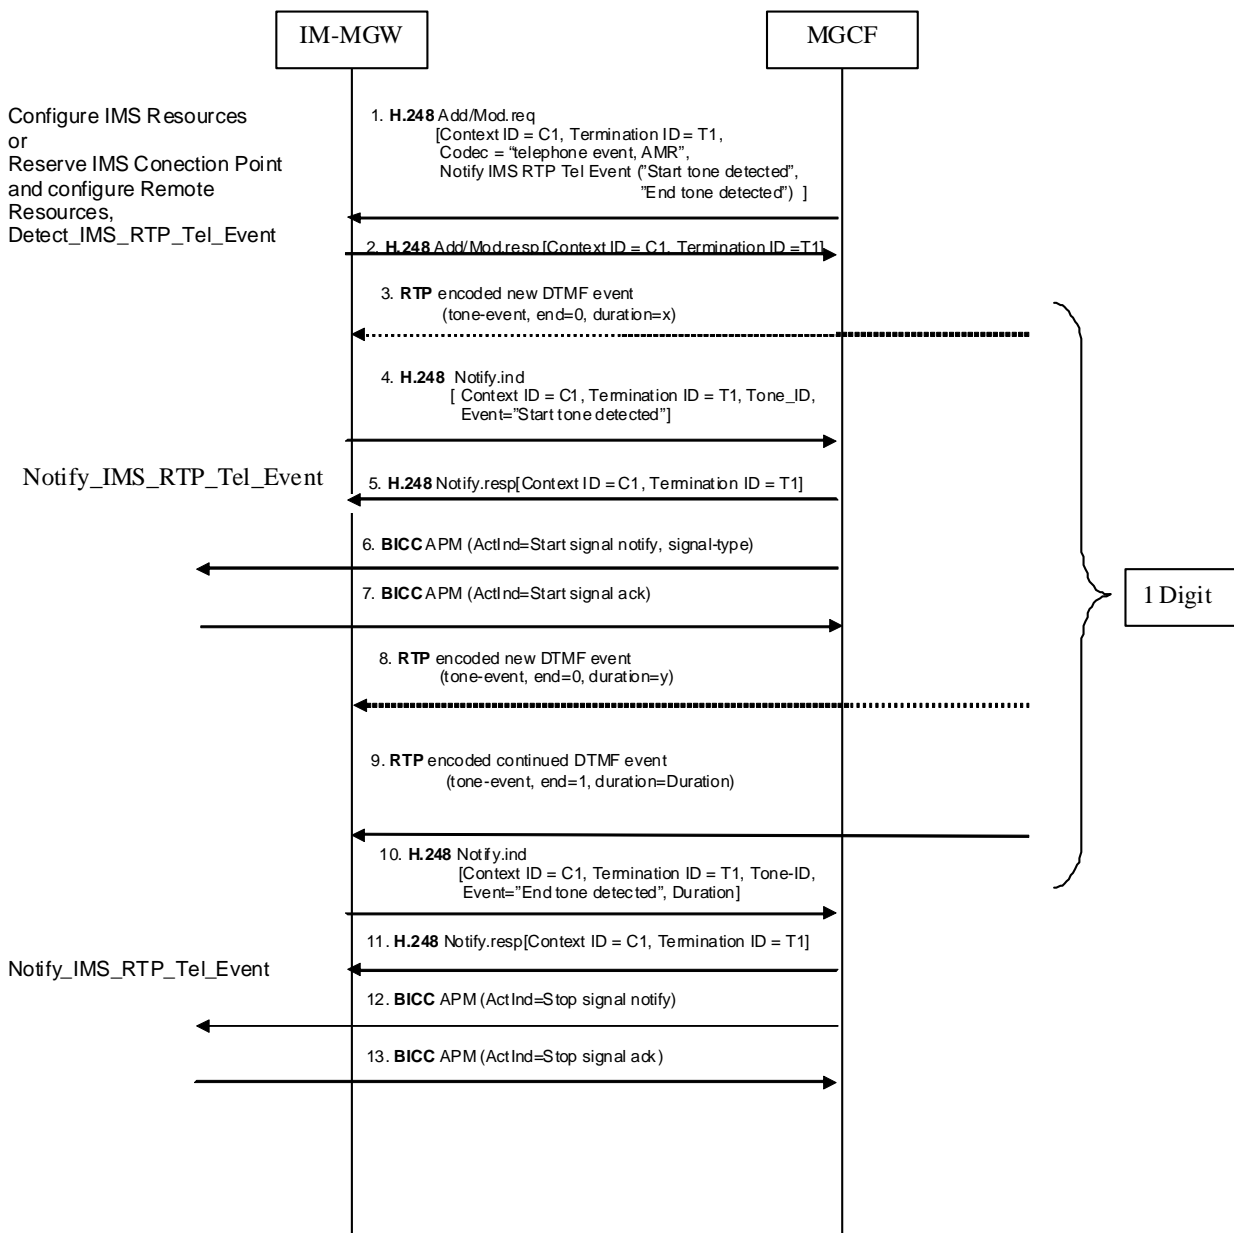 IM-MGW
MGCF
Configure IMS Resources
or
Reserve IMS Conection Point
and configure Remote
Resources,
Detect_IMS_RTP_Tel_Event
1. H.248 Add/Mod.req
[Context ID = C1, Termination ID = T1,
Codec = “telephone event, AMR”,
Notify IMS RTP Tel Event (”Start tone detected”,
”End tone detected”) ]
2. H.248 Add/Mod.resp[Context ID = C1, Termination ID =T1]
3. RTP encoded new DTMF event
(tone-event, end=0, duration=x)
4. H.248 Notify.ind
[ Context ID = C1, Termination ID = T1, Tone_ID,
Event=”Start tone detected”]
Notify_IMS_RTP_Tel_Event
5. H.248 Notify.resp[Context ID = C1, Termination ID = T1]
6. BICC APM (ActInd=Start signal notify, signal-type)
7. BICC APM (ActInd=Start signal ack)
1 Digit
8. RTP encoded new DTMF event
(tone-event, end=0, duration=y)
9. RTP encoded continued DTMF event
(tone-event, end=1, duration=Duration)
10. H.248 Notify.ind
[Context ID = C1, Termination ID = T1, Tone-ID,
Event=”End tone detected”, Duration]
11. H.248 Notify.resp[Context ID = C1, Termination ID = T1]
Notify_IMS_RTP_Tel_Event
12. BICC APM (ActInd=Stop signal notify)
13. BICC APM (ActInd=Stop signal ack)